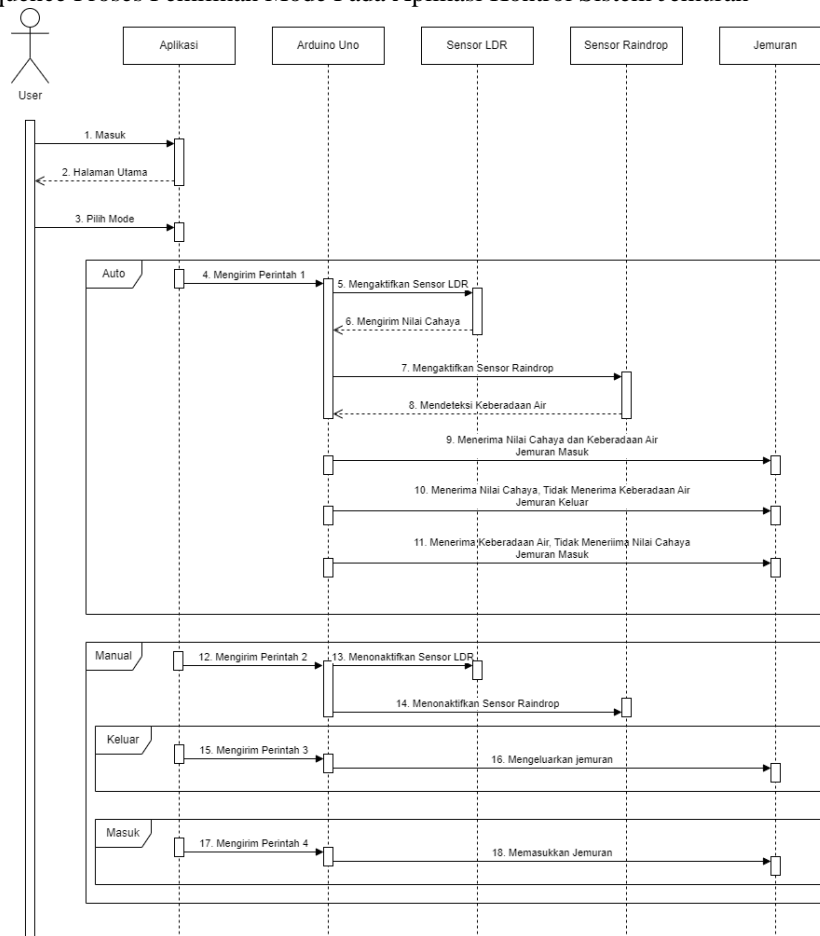 Sequence Proses Pemilihan Mode Pada Aplikasi Kontrol Sistem Jemuran
User
Aplikasi
Arduino Uno
Sensor LDR
Sensor Raindrop
Jemuran
1. Masuk
2. Halaman Utama
3. Pilih Mode
Auto
4. Mengirim Perintah 1
5. Mengaktifkan Sensor LDR
6. Mengirim Nilai Cahaya
7. Mengaktifkan Sensor Raindrop
8. Mendeteksi Keberadaan Air
9. Menerima Nilai Cahaya dan Keberadaan Air
Jemuran Masuk
10. Menerima Nilai Cahaya, Tidak Menerima Keberadaan Air
Jemuran Keluar
11. Menerima Keberadaan Air, Tidak Meneriima Nilai Cahaya
Jemuran Masuk
Manual
12. Mengirim Perintah 2
13. Menonaktifkan Sensor LDR
14. Menonaktifkan Sensor Raindrop
Keluar
15. Mengirim Perintah 3
16. Mengeluarkan jemuran
Masuk
17. Mengirim Perintah 4
18. Memasukkan Jemuran